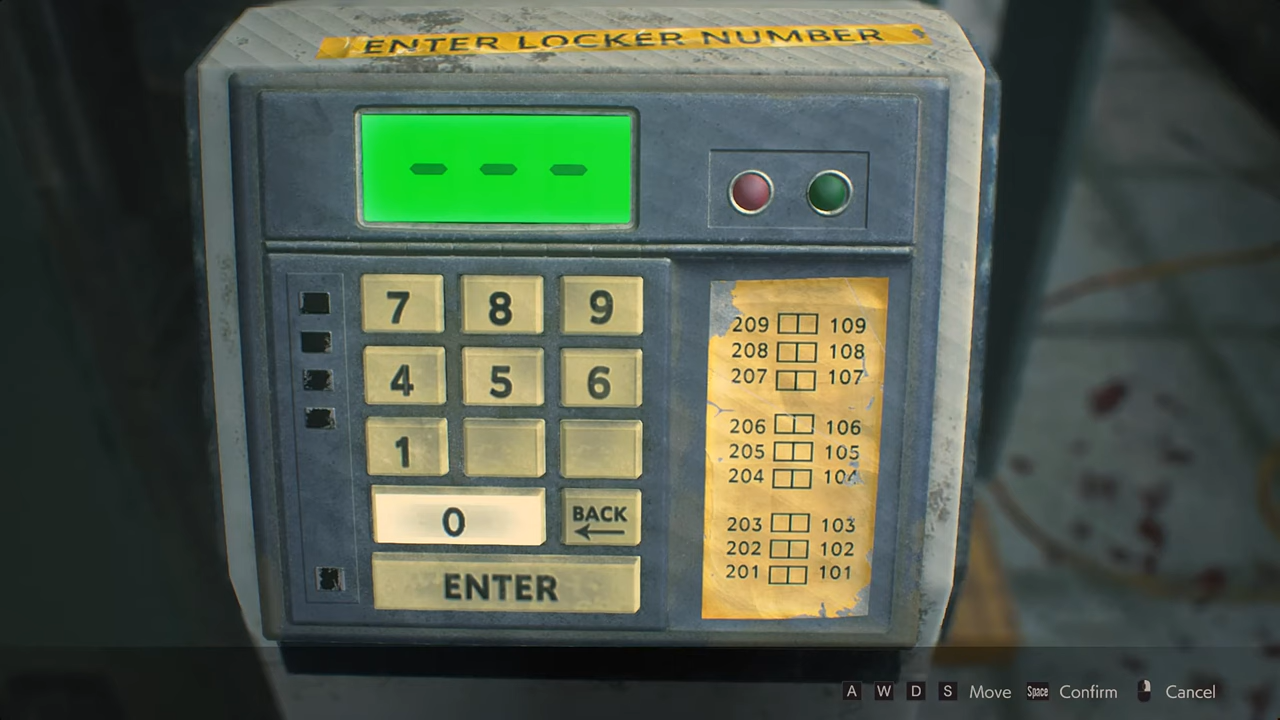 ENTER LOCKER NUMBER
- - -
7 8 9
4 5 6
1
0 BACK
ENTER
209 109
208 108
207 107
206 106
205 105
204 104
203 103
202 102
201 101
A W D S Move Space Confirm Cancel